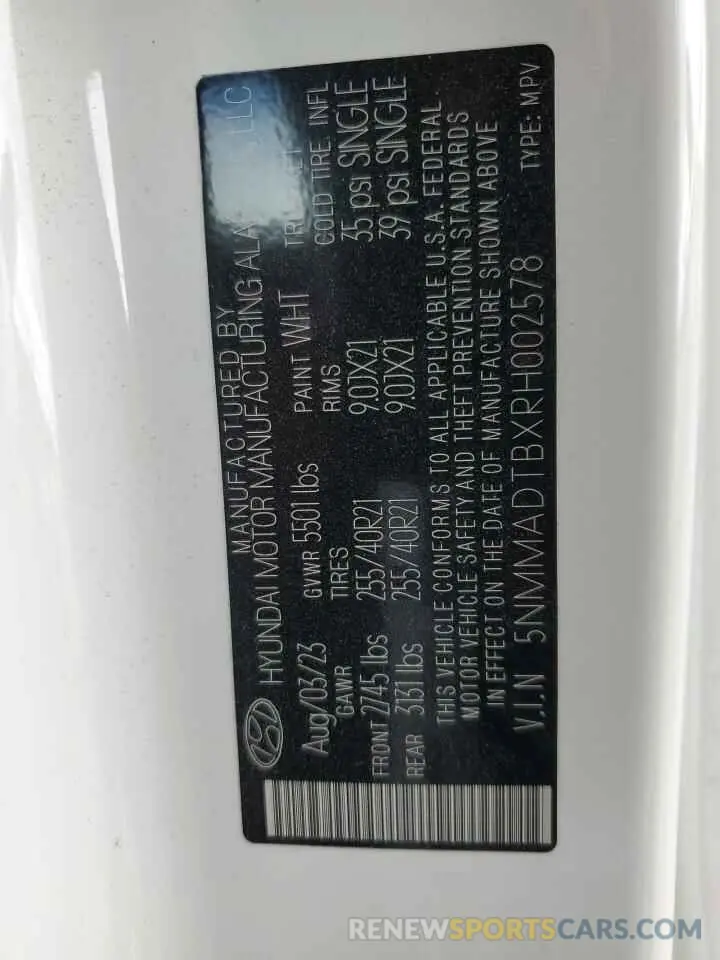 MANUFACTURED BY
HYUNDAI MOTOR MANUFACTURING LLC
Aug/03/23 GVWR 5501 lbs PAINT WHT
GAWR TIRES RIMS COLD TIRE. INFL
FRONT 2745 lbs 255/40R21 9.0JX21 35 psi SINGLE
REAR 3131 lbs 255/40R21 9.0JX21 39 psi SINGLE
THIS VEHICLE CONFORMS TO ALL APPLICABLE U.S.A. FEDERAL
MOTOR VEHICLE SAFETY AND THEFT PREVENTION STANDARDS
IN EFFECT ON THE DATE OF MANUFACTURE SHOWN ABOVE
V.I.N 5NMMADTBXRH002578 TYPE: MPV
RENEWSPORTSCARS.COM